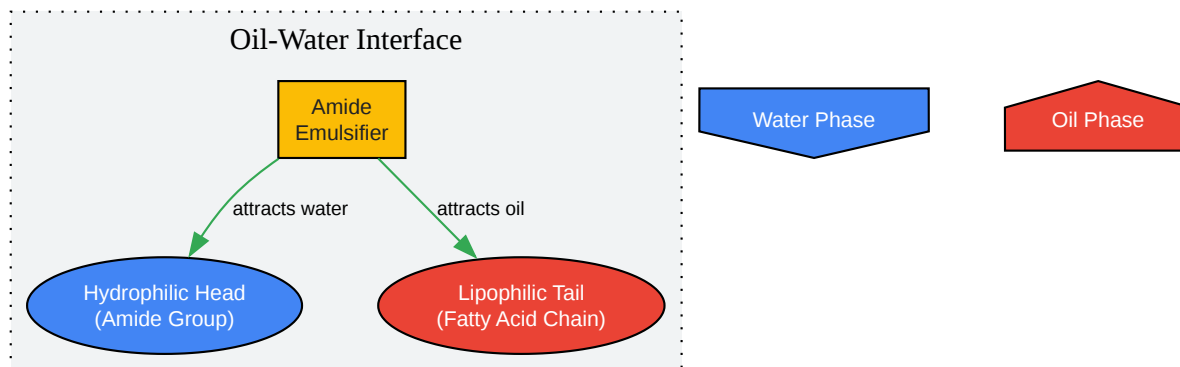 Oil-Water Interface
Amide
Emulsifier
Water Phase
Oil Phase
attracts water
attracts oil
Hydrophilic Head
(Amide Group)
Lipophilic Tail
(Fatty Acid Chain)